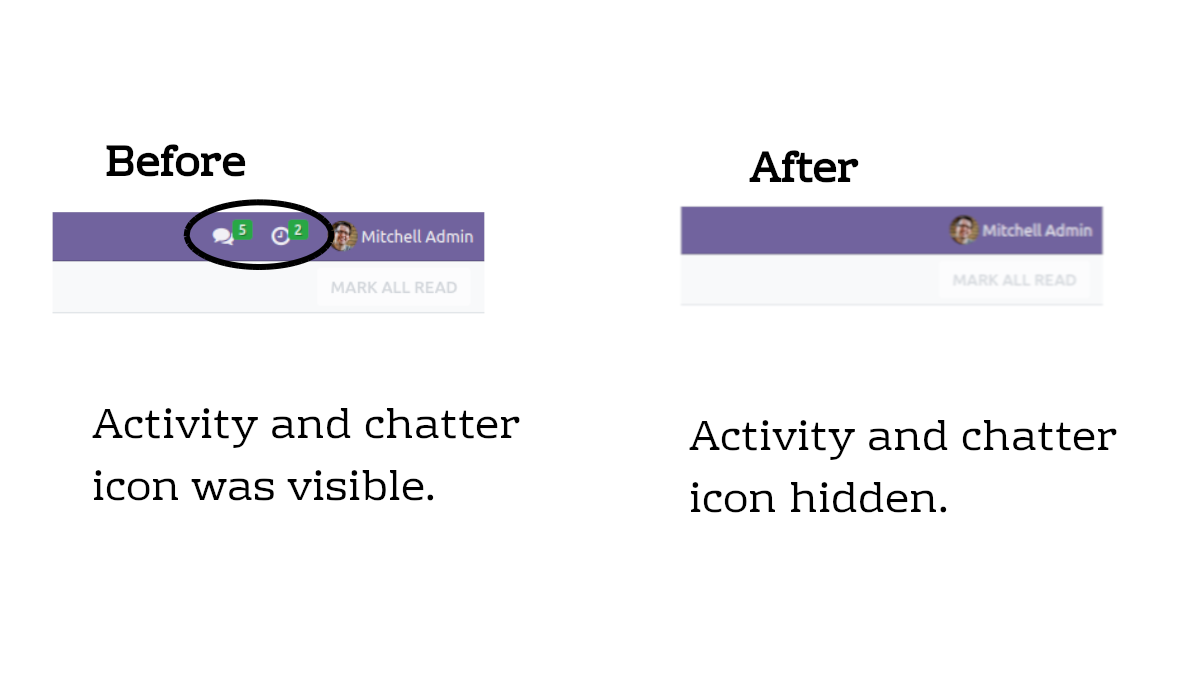 Before
5 2 Mitchell Admin
MARK ALL READ
Activity and chatter
icon was visible.
After
Mitchell Admin
MARK ALL READ
Activity and chatter
icon hidden.